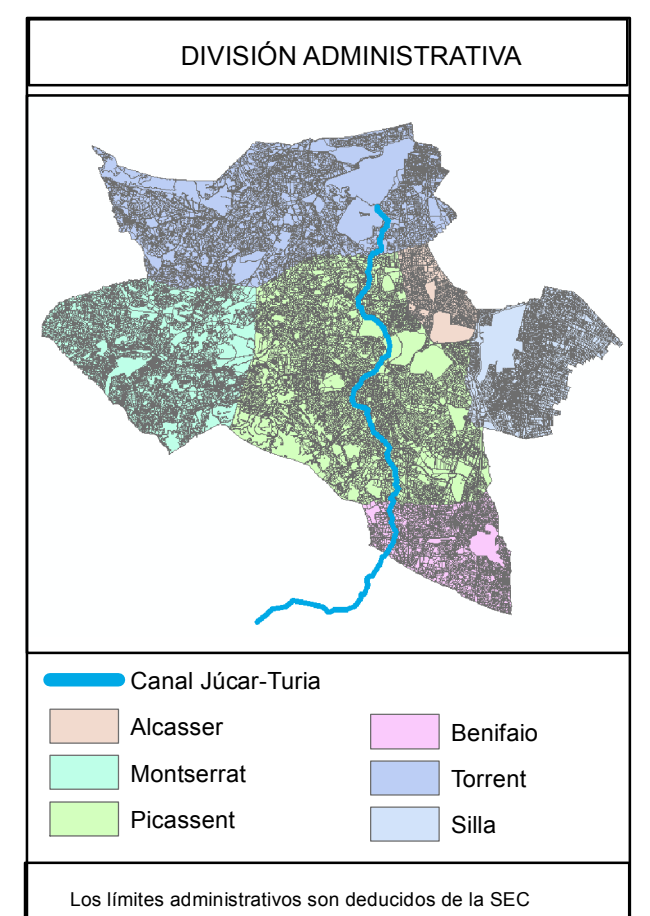 DIVISIÓN ADMINISTRATIVA
Canal Júcar-Turia
Alcasser
Montserrat
Picassent
Benifaio
Torrent
Silla
Los límites administrativos son deducidos de la SEC